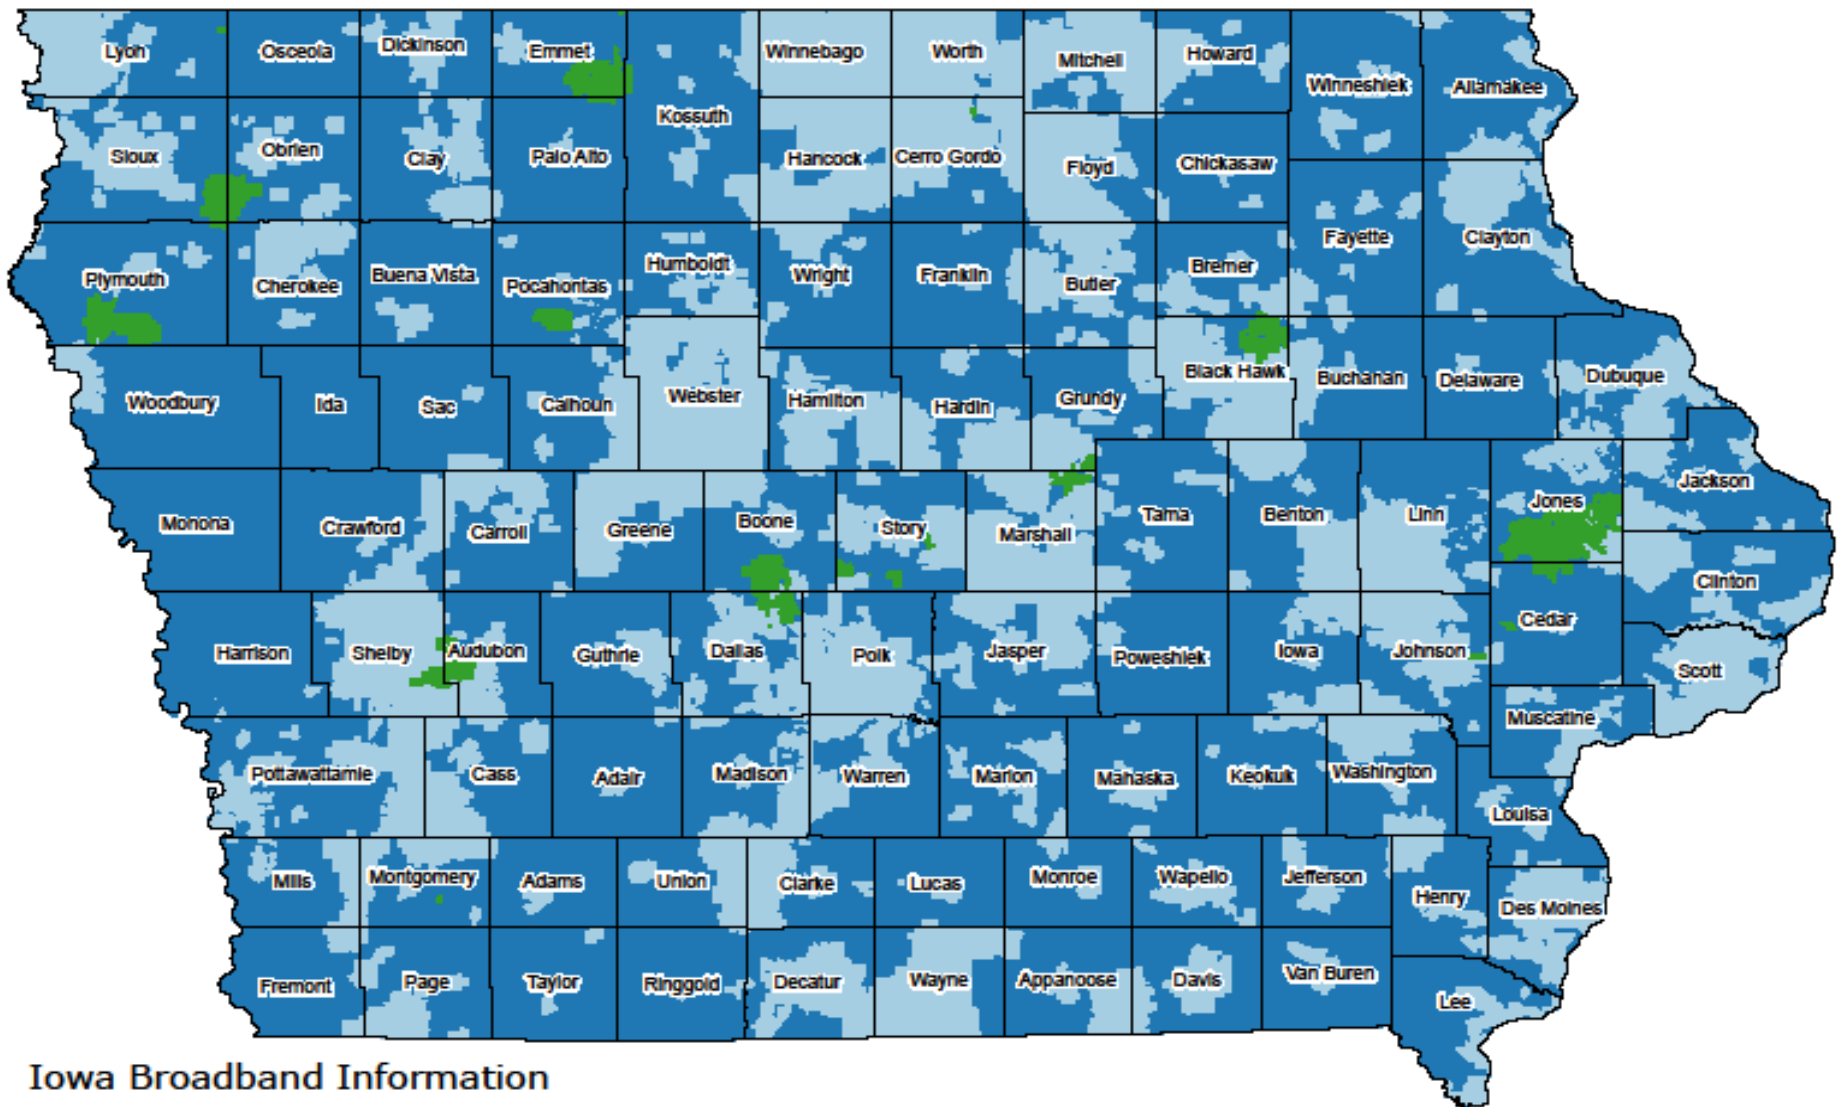 Lyon Osceola Dickinson Emmet Winnebago Worth Mitchell Howard
Winneshiek Allamakee
Kossuth
Sioux Obrien Clay Palo Alto Hancock Cerro Gordo Floyd Chickasaw
Fayette Clayton
Plymouth Cherokee Buena Vista Pocahontas Humboldt Wright Franklin Butler Bremer
Woodbury Ida Sac Calhoun Webster Hamilton Hardin Grundy Black Hawk Buchanan Delaware Dubuque
Monona Crawford Carroll Greene Boone Story Marshall Tama Benton Linn Jones Jackson
Clinton
Harrison Shelby Audubon Guthrie Dallas Polk Jasper Poweshiek Iowa Johnson Cedar
Scott
Muscatine
Pottawattamie Cass Adair Madison Warren Marion Mahaska Keokuk Washington
Louisa
Mills Montgomery Adams Union Clarke Lucas Monroe Wapello Jefferson Henry Des Moines
Fremont Page Taylor Ringgold Decatur Wayne Appanoose Davis Van Buren
Lee
Iowa Broadband Information